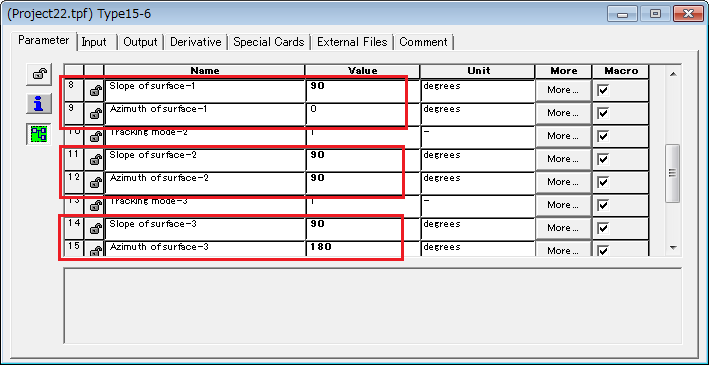 (Project22.tpf) Type15-6
Parameter Input Output Derivative Special Cards External Files Comment
Name Value Unit More Macro
8 Slope of surface-1 90 degrees More...
9 Azimuth of surface-1 0 degrees More...
10 Tracking mode-2 1 - More...
11 Slope of surface-2 90 degrees More...
12 Azimuth of surface-2 90 degrees More...
13 Tracking mode-3 1 - More...
14 Slope of surface-3 90 degrees More...
15 Azimuth of surface-3 180 degrees More...